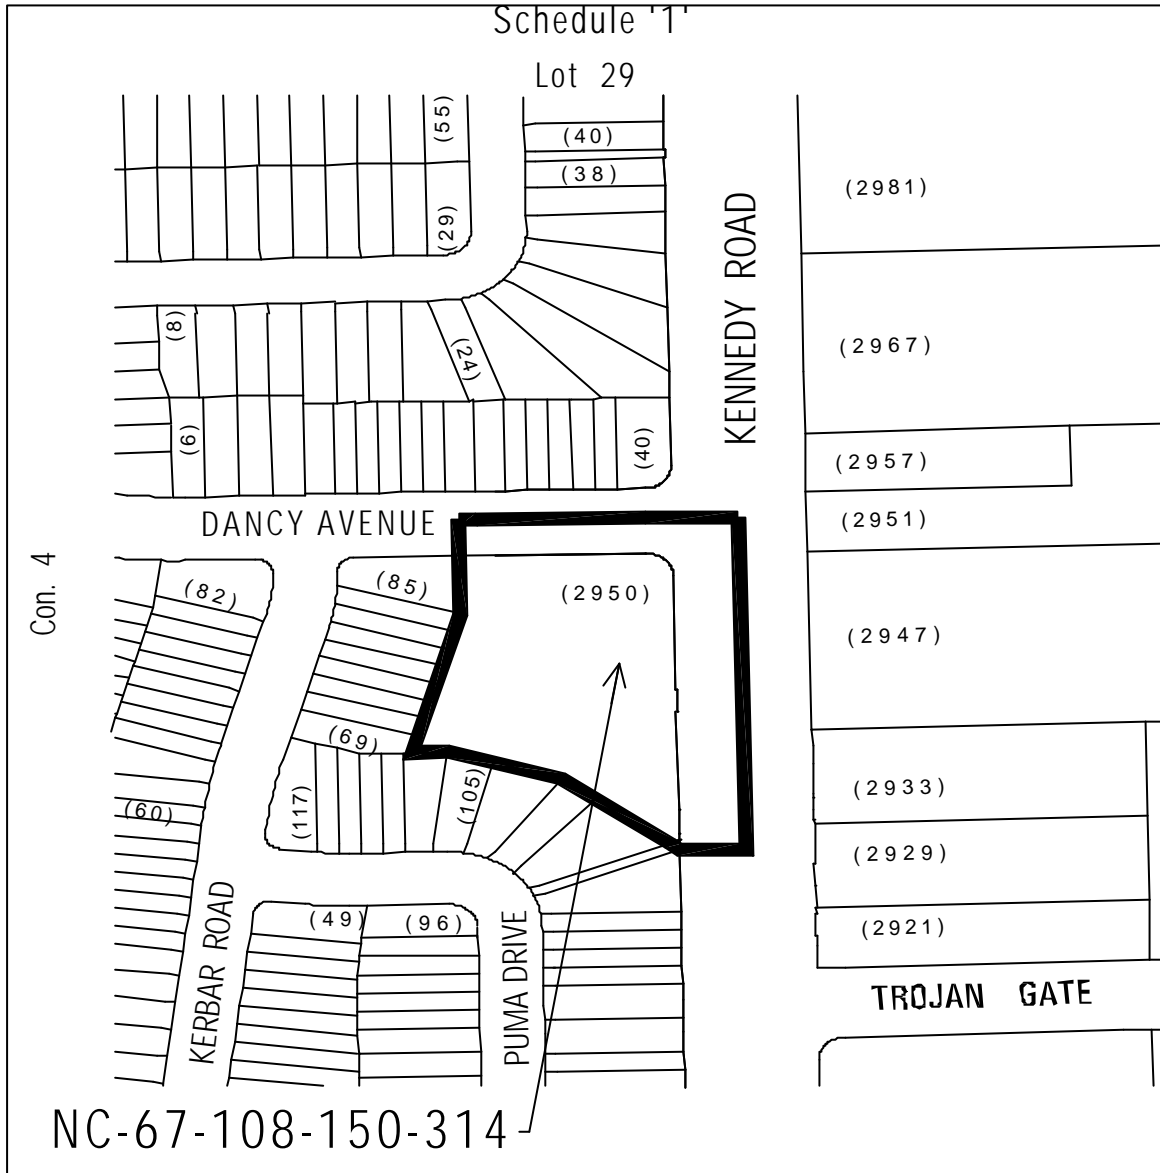 Schedule '1'
Lot 29
(55)
(40)
(38)
(29)
(2981)
KENNEDY ROAD
(8)
(24)
(2967)
(6)
(40)
(2957)
DANCY AVENUE
(2951)
Con. 4
(82)
(85)
(2950)
(2947)
(69)
(60)
(117)
(105)
(2933)
(2929)
KERBAR ROAD
(49)
(96)
PUMA DRIVE
(2921)
TROJAN GATE
NC-67-108-150-314